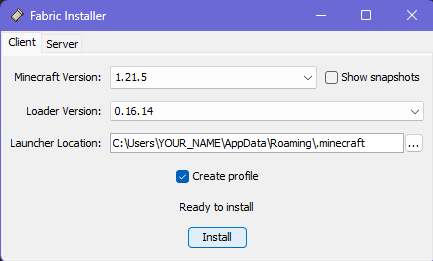 Fabric Installer
Client Server
Minecraft Version: 1.21.5 Show snapshots
Loader Version: 0.16.14
Launcher Location: C:\Users\YOUR_NAME\AppData\Roaming\.minecraft ...
Create profile
Ready to install
Install